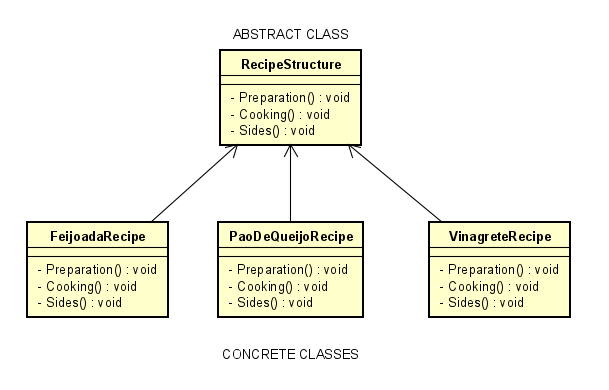 ABSTRACT CLASS
RecipeStructure
- Preparation() : void
- Cooking() : void
- Sides() : void
FeijoadaRecipe
- Preparation() : void
- Cooking() : void
- Sides() : void
PaoDeQueijoRecipe
- Preparation() : void
- Cooking() : void
- Sides() : void
VinagreteRecipe
- Preparation() : void
- Cooking() : void
- Sides() : void
CONCRETE CLASSES